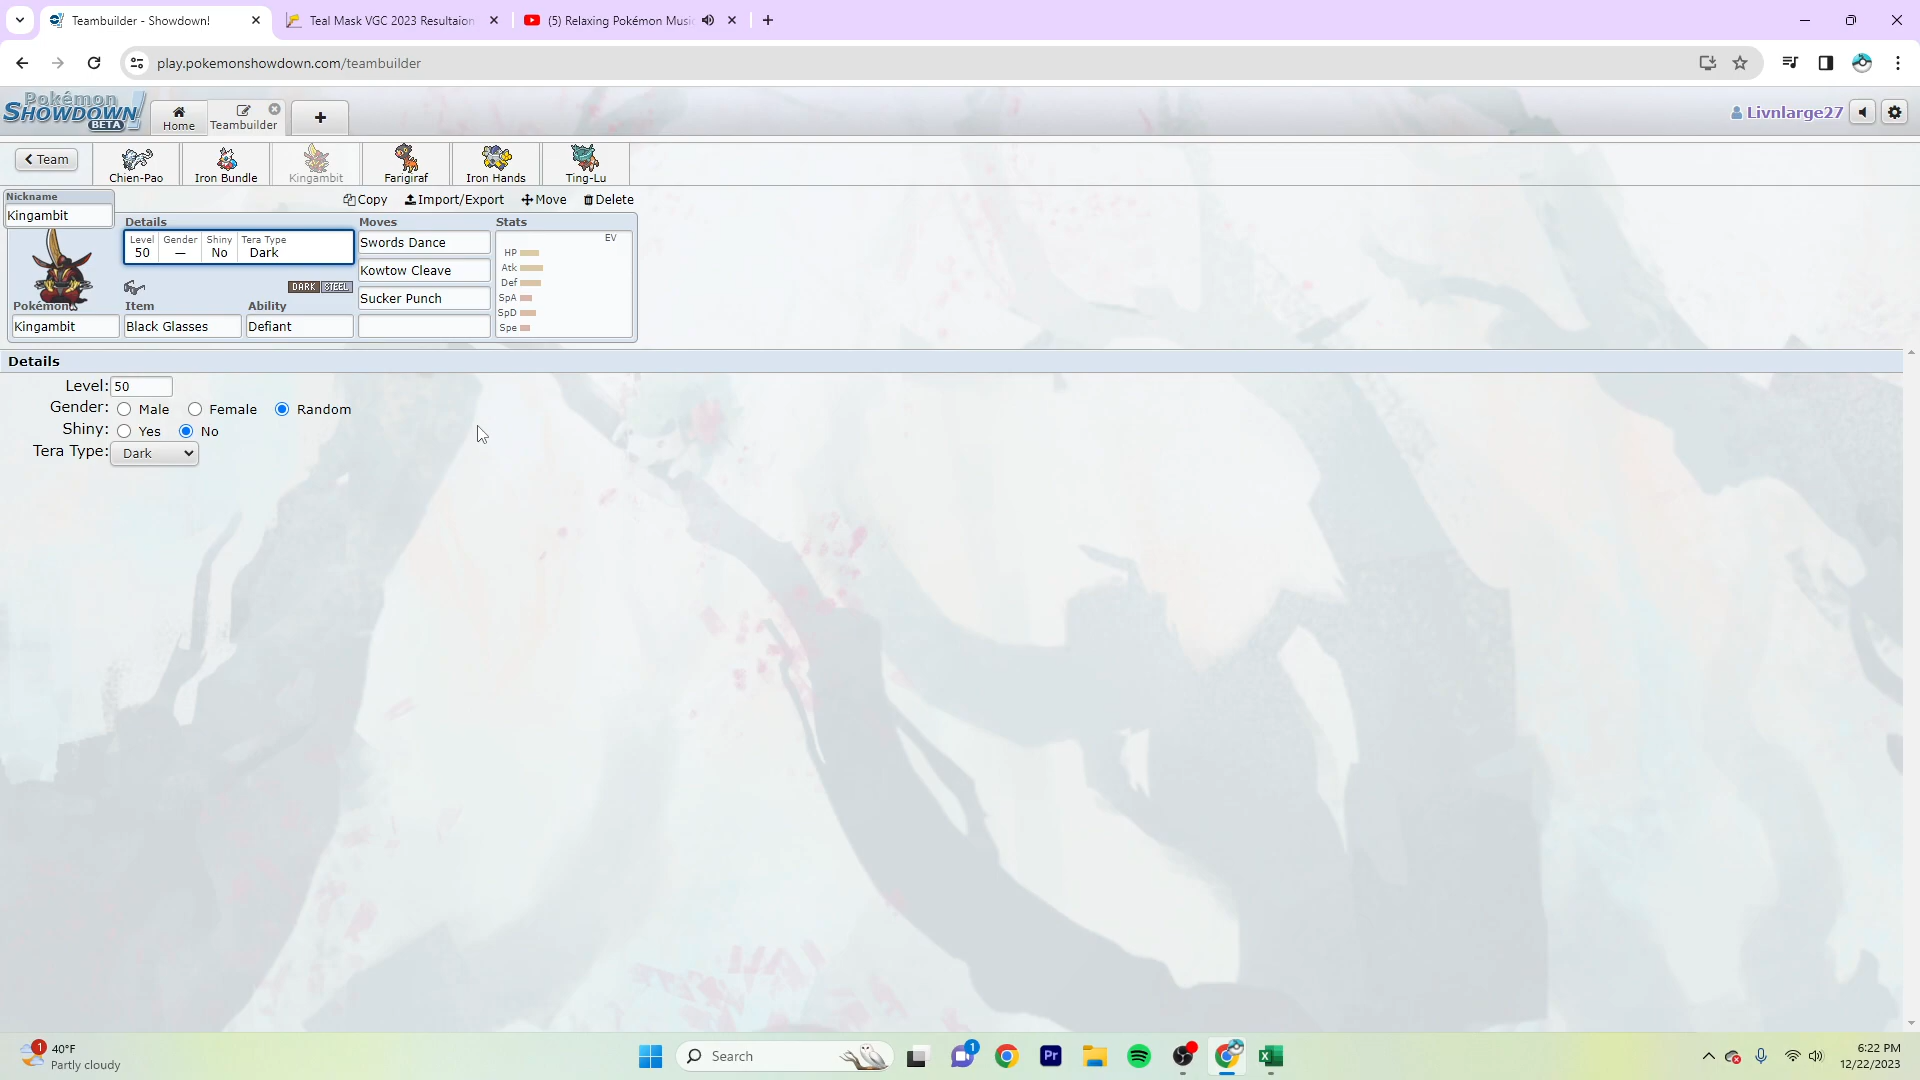 Teambuilder - Showdown!
Teal Mask VGC 2023 Resultaion
(5) Relaxing Pokémon Music
play.pokemonshowdown.com/teambuilder
Pokémon
SHOWDOWN!
BETA
Home
Teambuilder
+
Livnlarge27
Team
Chien-Pao
Iron Bundle
Kingambit
Farigiraf
Iron Hands
Ting-Lu
Nickname
Kingambit
Copy Import/Export Move Delete
Details
Level Gender Shiny Tera Type
50 — No Dark
DARK STEEL
Pokémon
Kingambit
Item
Black Glasses
Ability
Defiant
Moves
Swords Dance
Kowtow Cleave
Sucker Punch
Stats
EV
HP
Atk
Def
SpA
SpD
Spe
Details
Level: 50
Gender: Male Female Random
Shiny: Yes No
Tera Type: Dark
1
40°F
Partly cloudy
Search
1
Pr
6:22 PM
12/22/2023